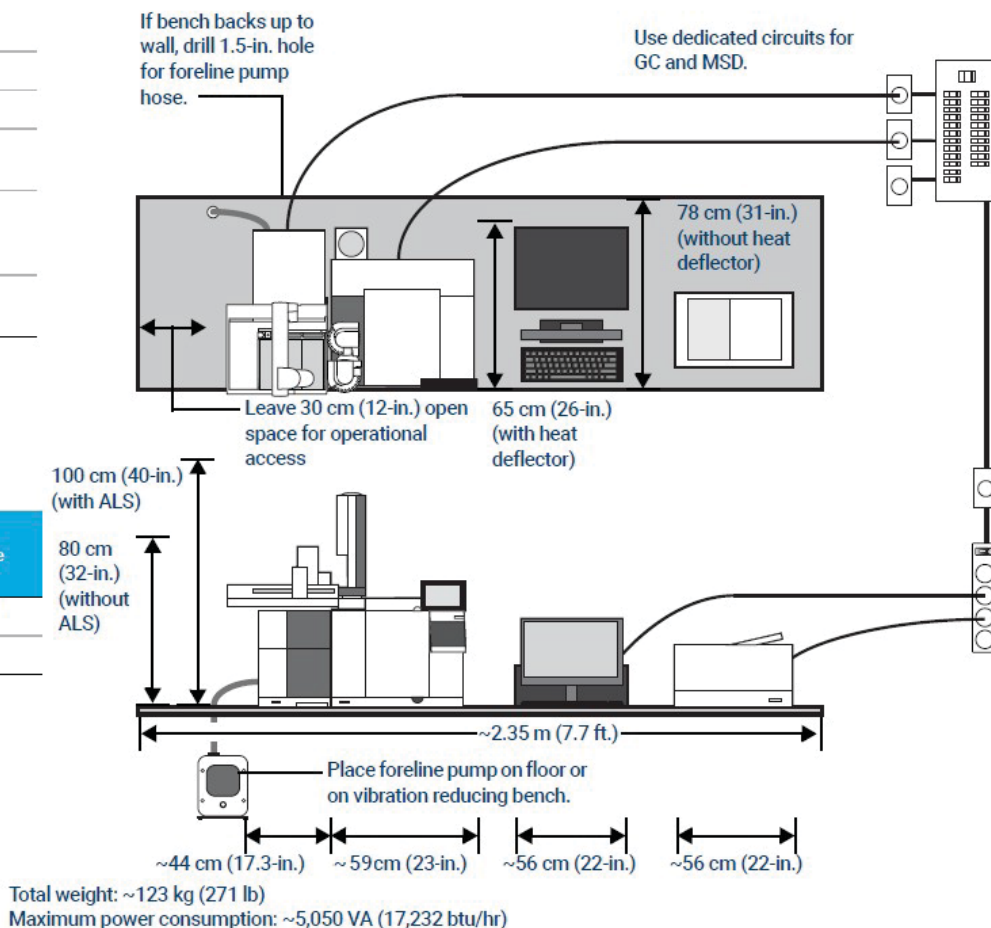 If bench backs up to
wall, drill 1.5-in. hole
for foreline pump
hose.
Use dedicated circuits for
GC and MSD.
78 cm (31-in.)
(without heat
deflector)
Leave 30 cm (12-in.) open
space for operational
access
65 cm (26-in.)
(with heat
deflector)
100 cm (40-in.)
(with ALS)
80 cm
(32-in.)
(without
ALS)
e
~2.35 m (7.7 ft.)
Place foreline pump on floor or
on vibration reducing bench.
~44 cm (17.3-in.)
~ 59cm (23-in.)
~56 cm (22-in.)
~56 cm (22-in.)
Total weight: ~123 kg (271 lb)
Maximum power consumption: ~5,050 VA (17,232 btu/hr)